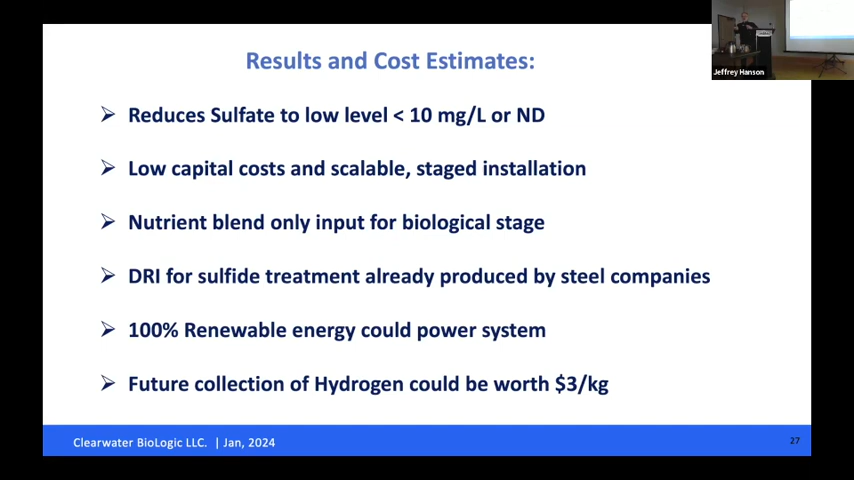 Results and Cost Estimates:
Reduces Sulfate to low level < 10 mg/L or ND
Low capital costs and scalable, staged installation
Nutrient blend only input for biological stage
DRI for sulfide treatment already produced by steel companies
100% Renewable energy could power system
Future collection of Hydrogen could be worth $3/kg
Clearwater BioLogic LLC. | Jan, 2024
27
Jeffrey Hanson